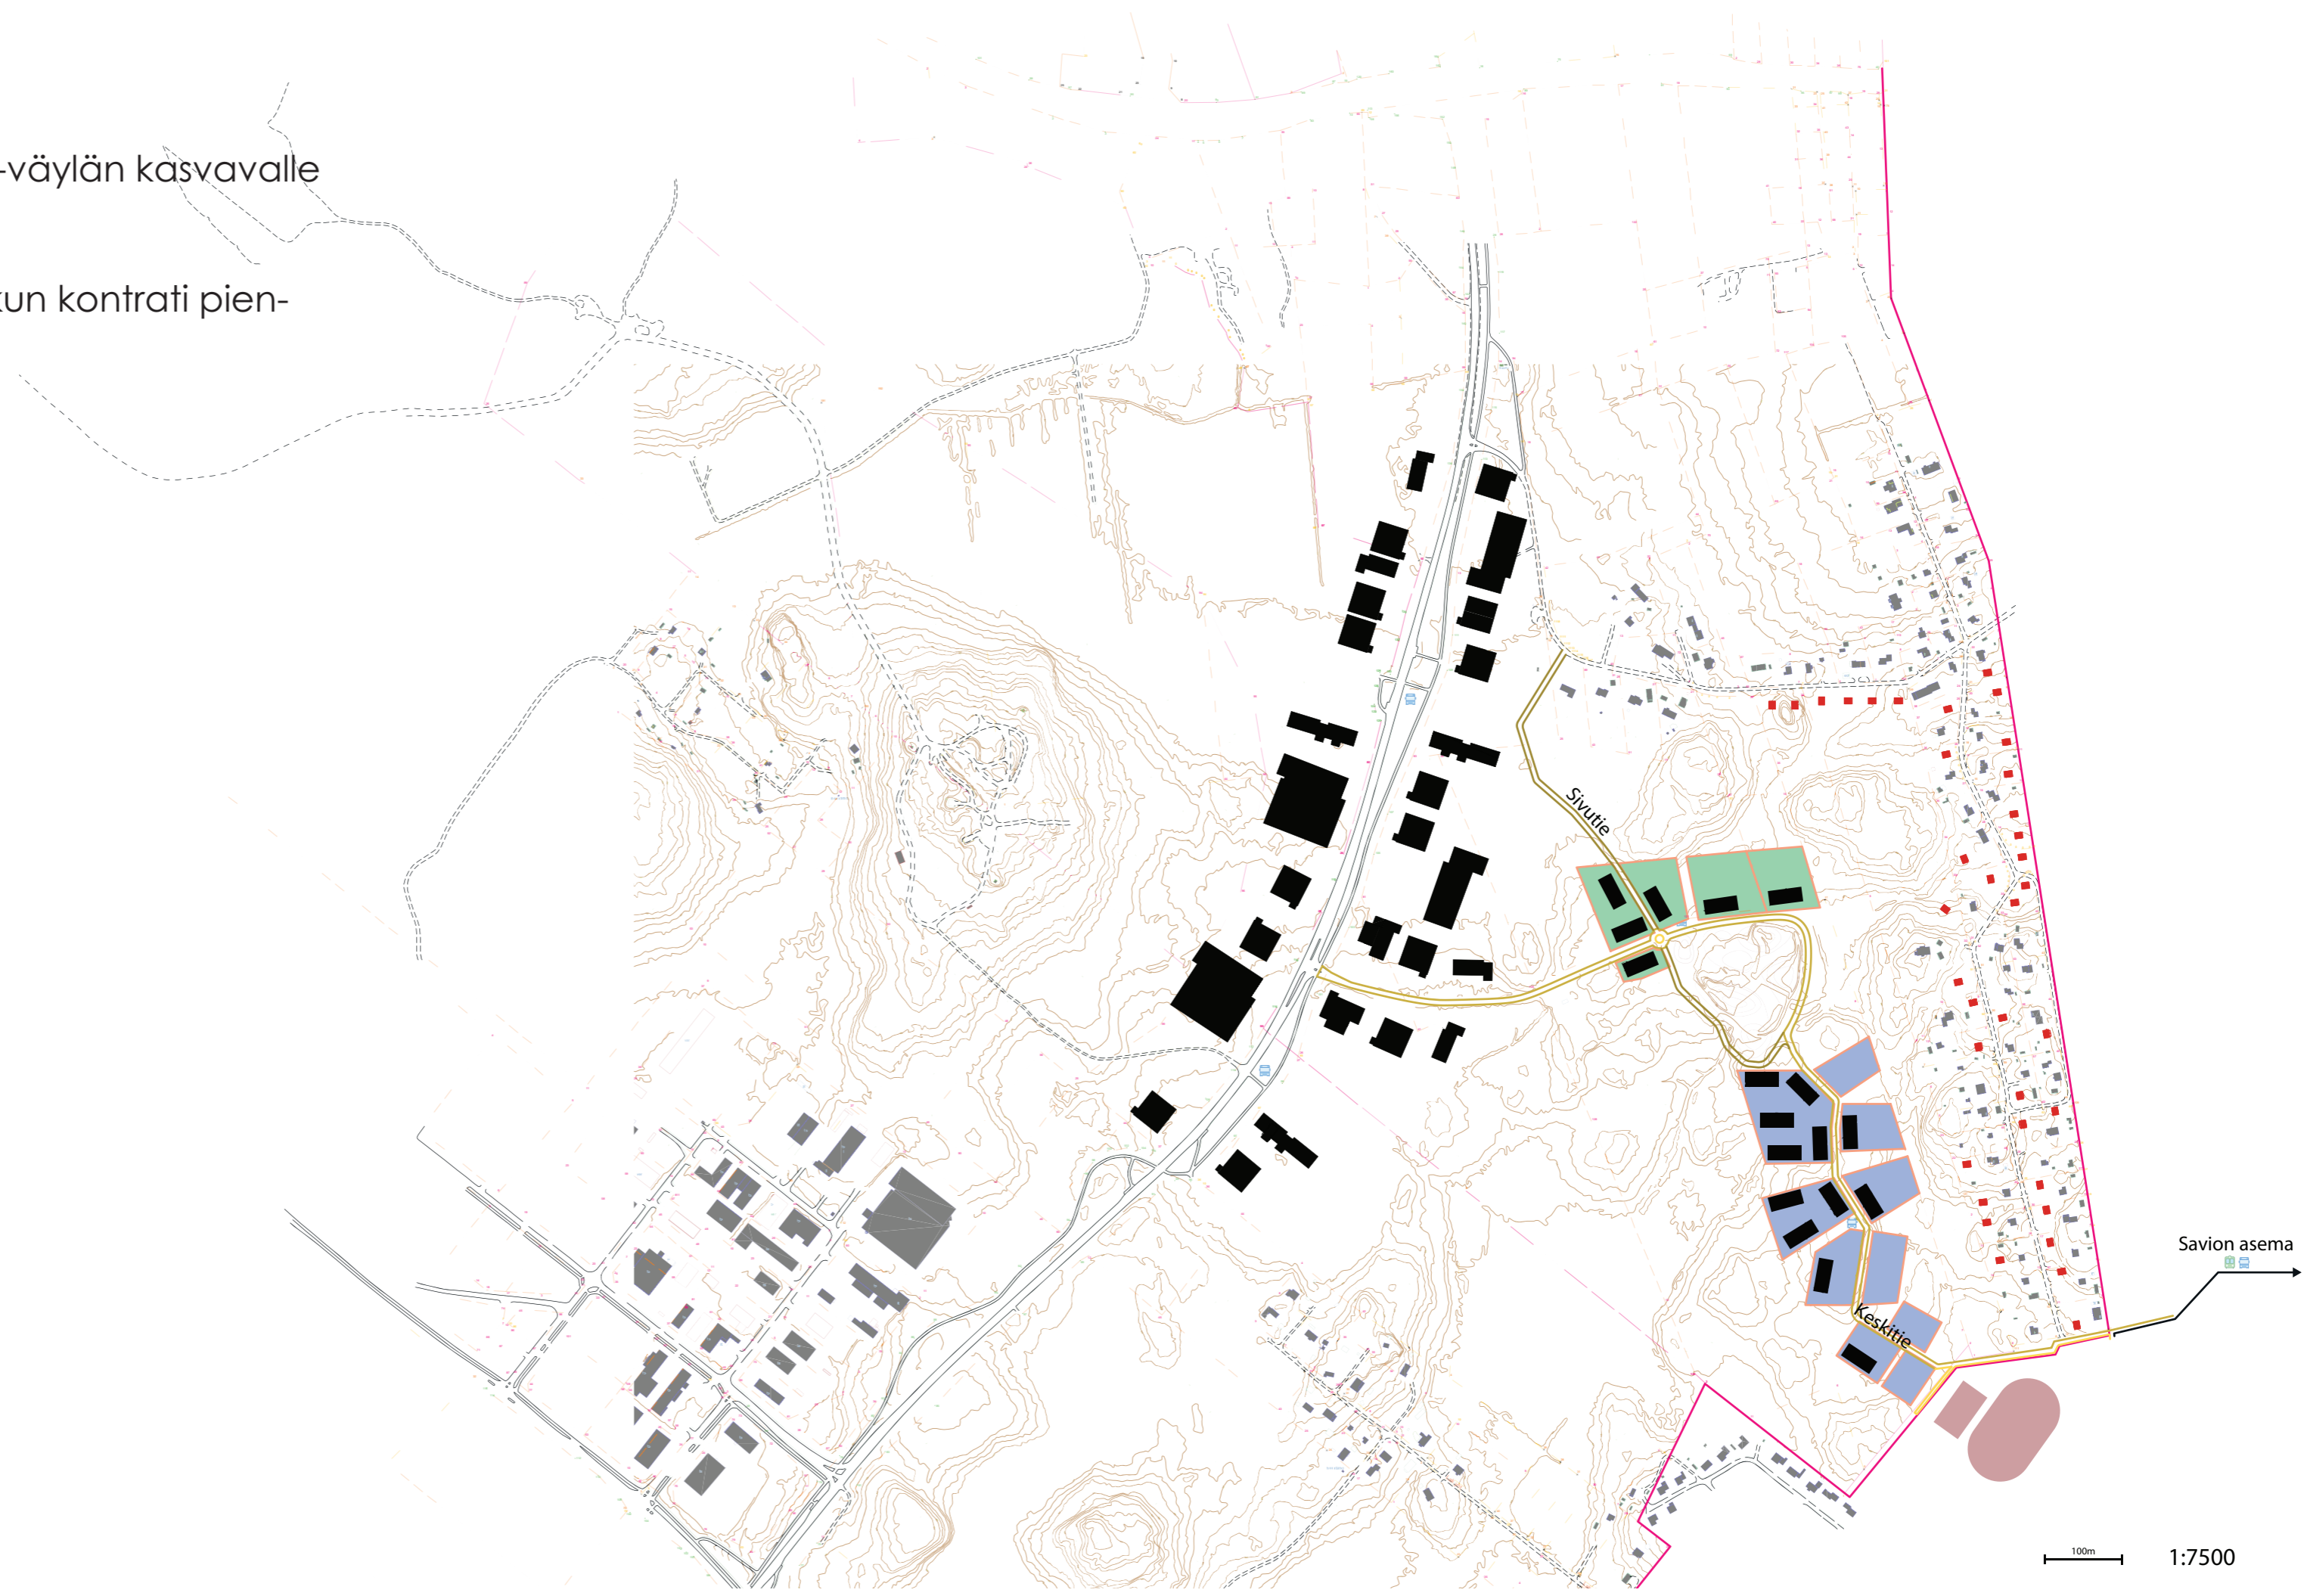 -väylän kasvavalle
kun kontrati pien-
Sivutie
Savion asema
Keskitie
100m
1:7500